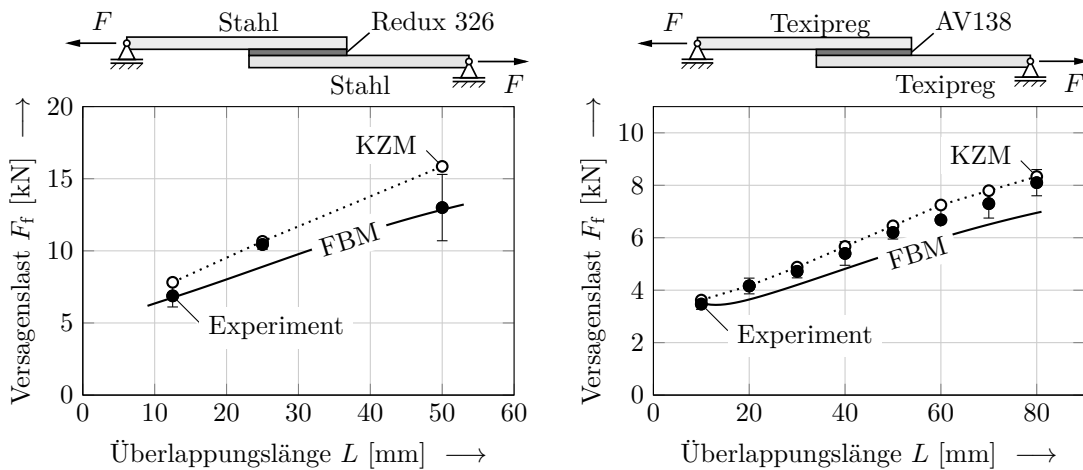 F
Stahl
Redux 326
Stahl
F
Versagenslast Ff [kN]
20
15
10
5
0
KZM
FBM
Experiment
0 10 20 30 40 50 60
Überlappungslänge L [mm]
F
Texipreg
AV138
Texipreg
F
Versagenslast Ff [kN]
10
8
6
4
2
0
KZM
FBM
Experiment
0 20 40 60 80
Überlappungslänge L [mm]